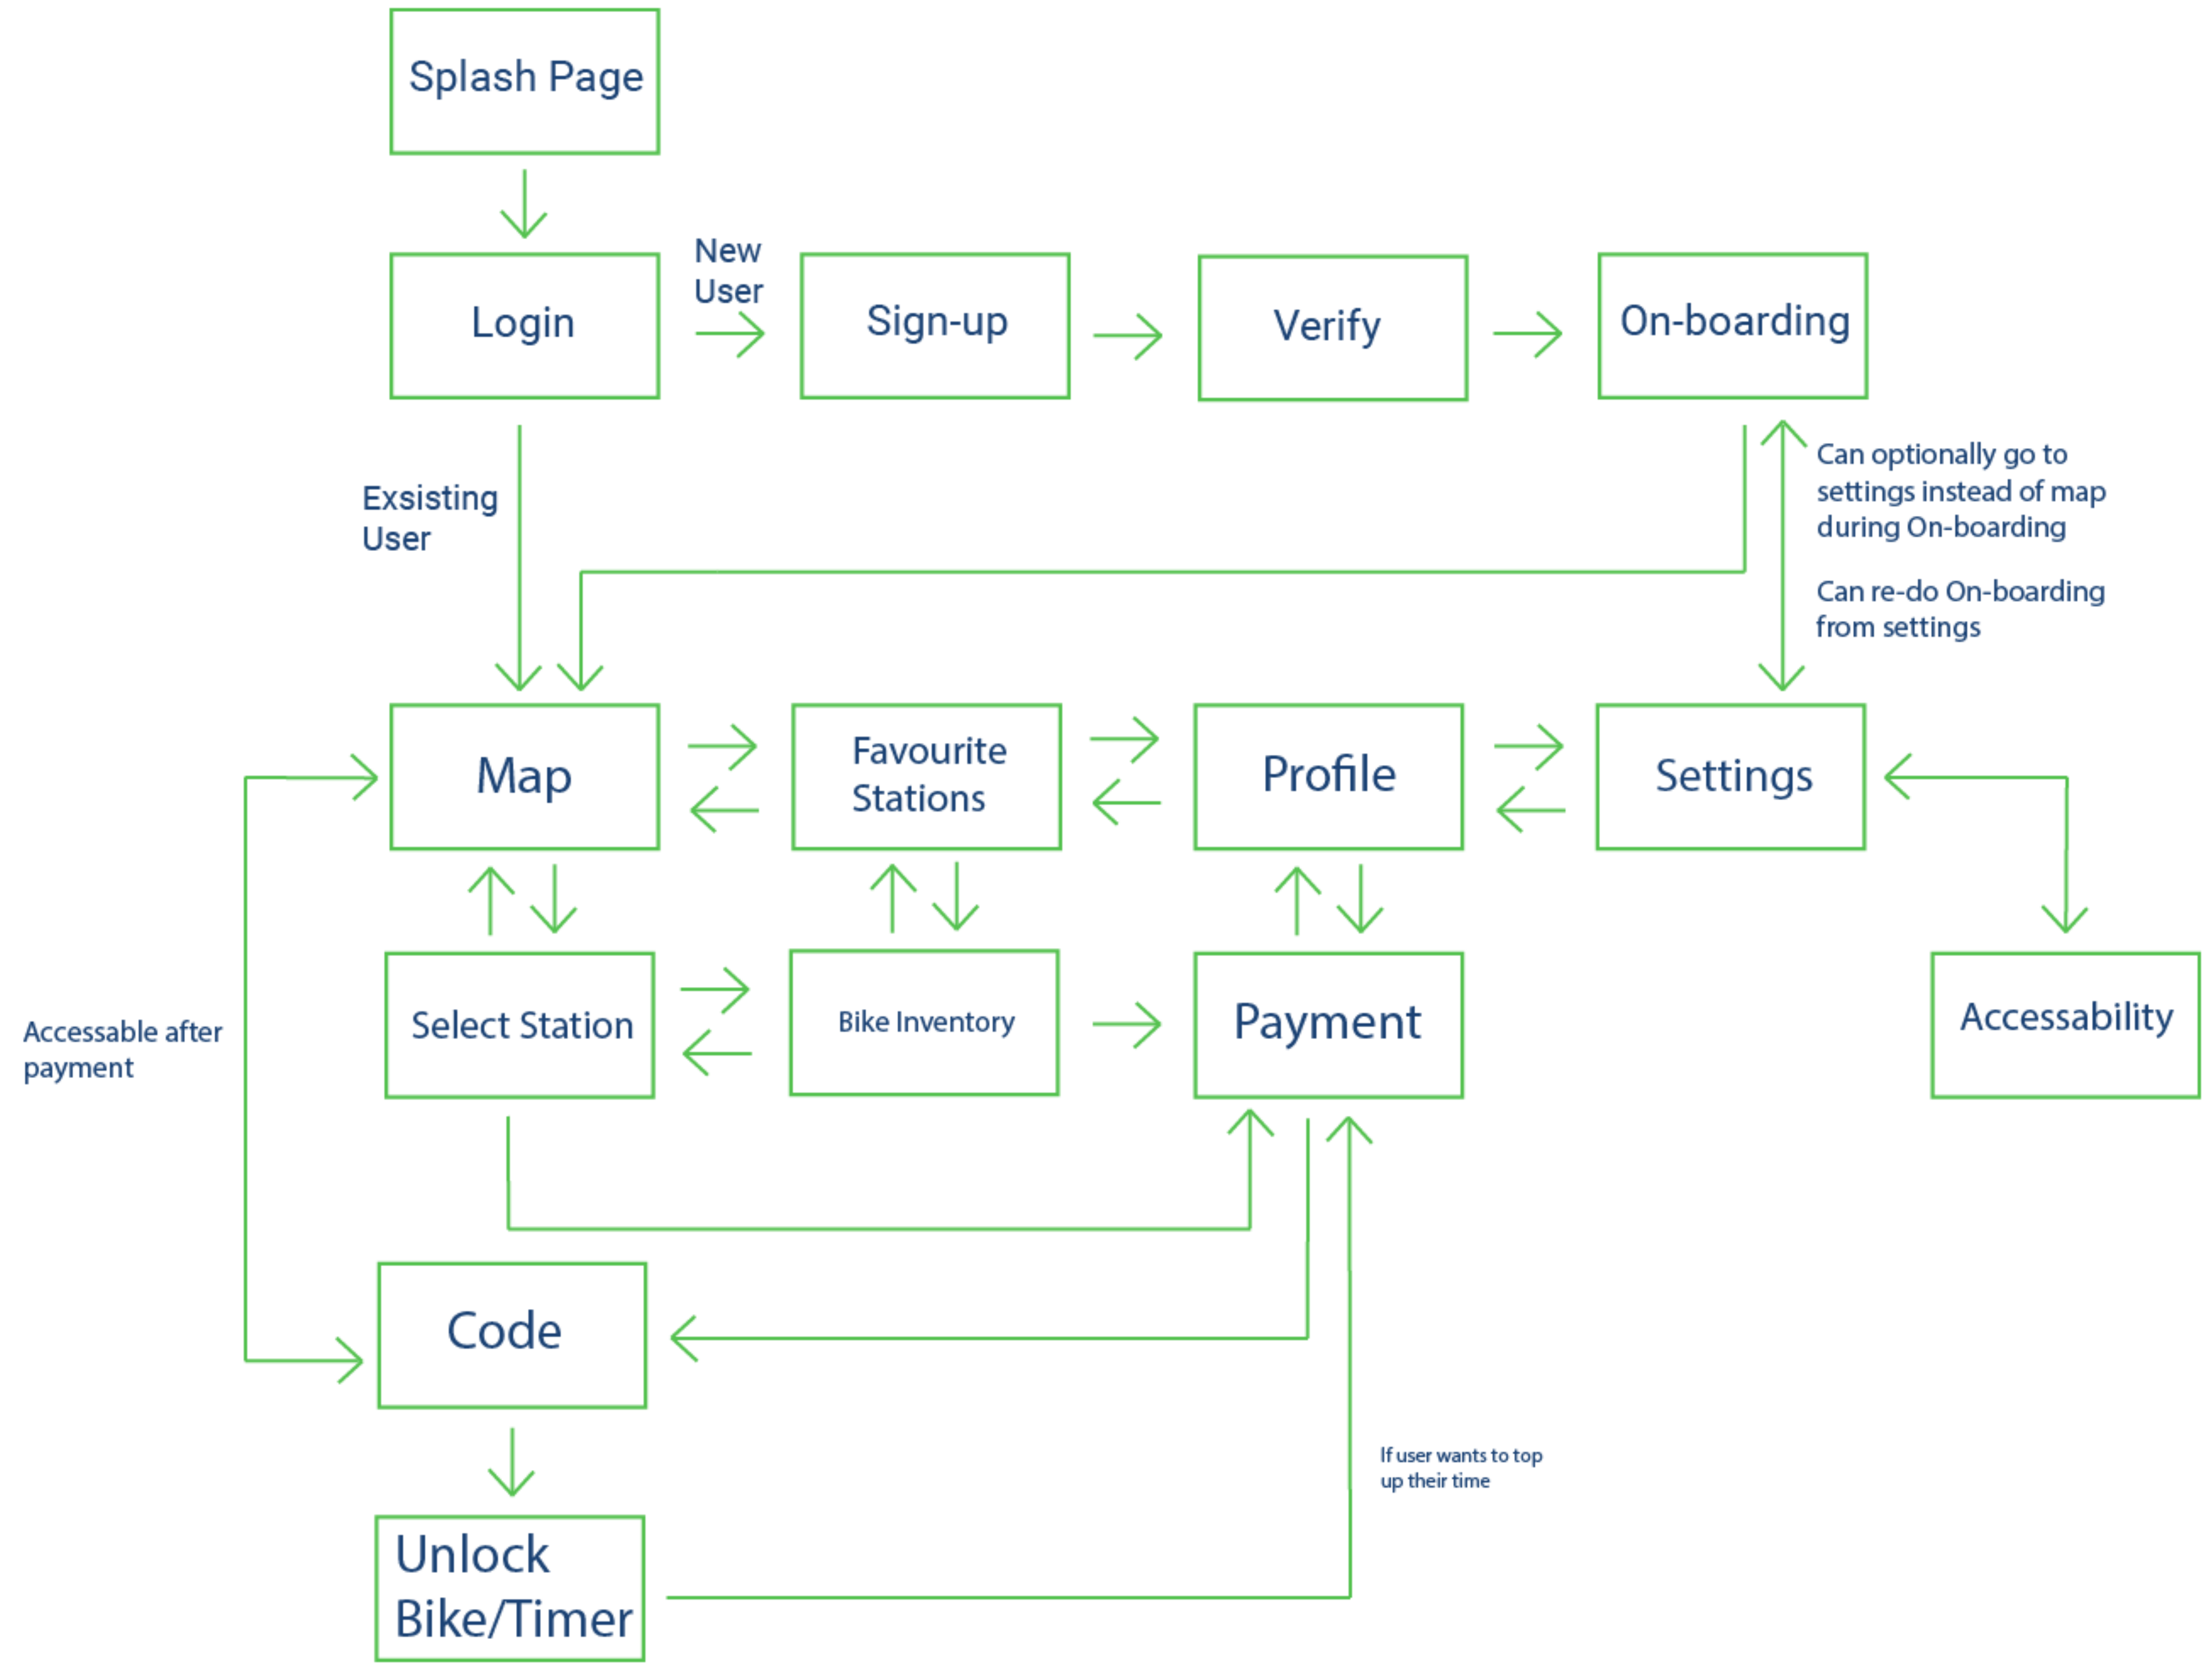 Splash Page
New
User
Login
Sign-up
Verify
On-boarding
Exsisting
User
Can optionally go to
settings instead of map
during On-boarding
Can re-do On-boarding
from settings
Map
Favourite
Stations
Profile
Settings
Select Station
Bike Inventory
Payment
Accessability
Accessable after
payment
Code
If user wants to top
up their time
Unlock
Bike/Timer